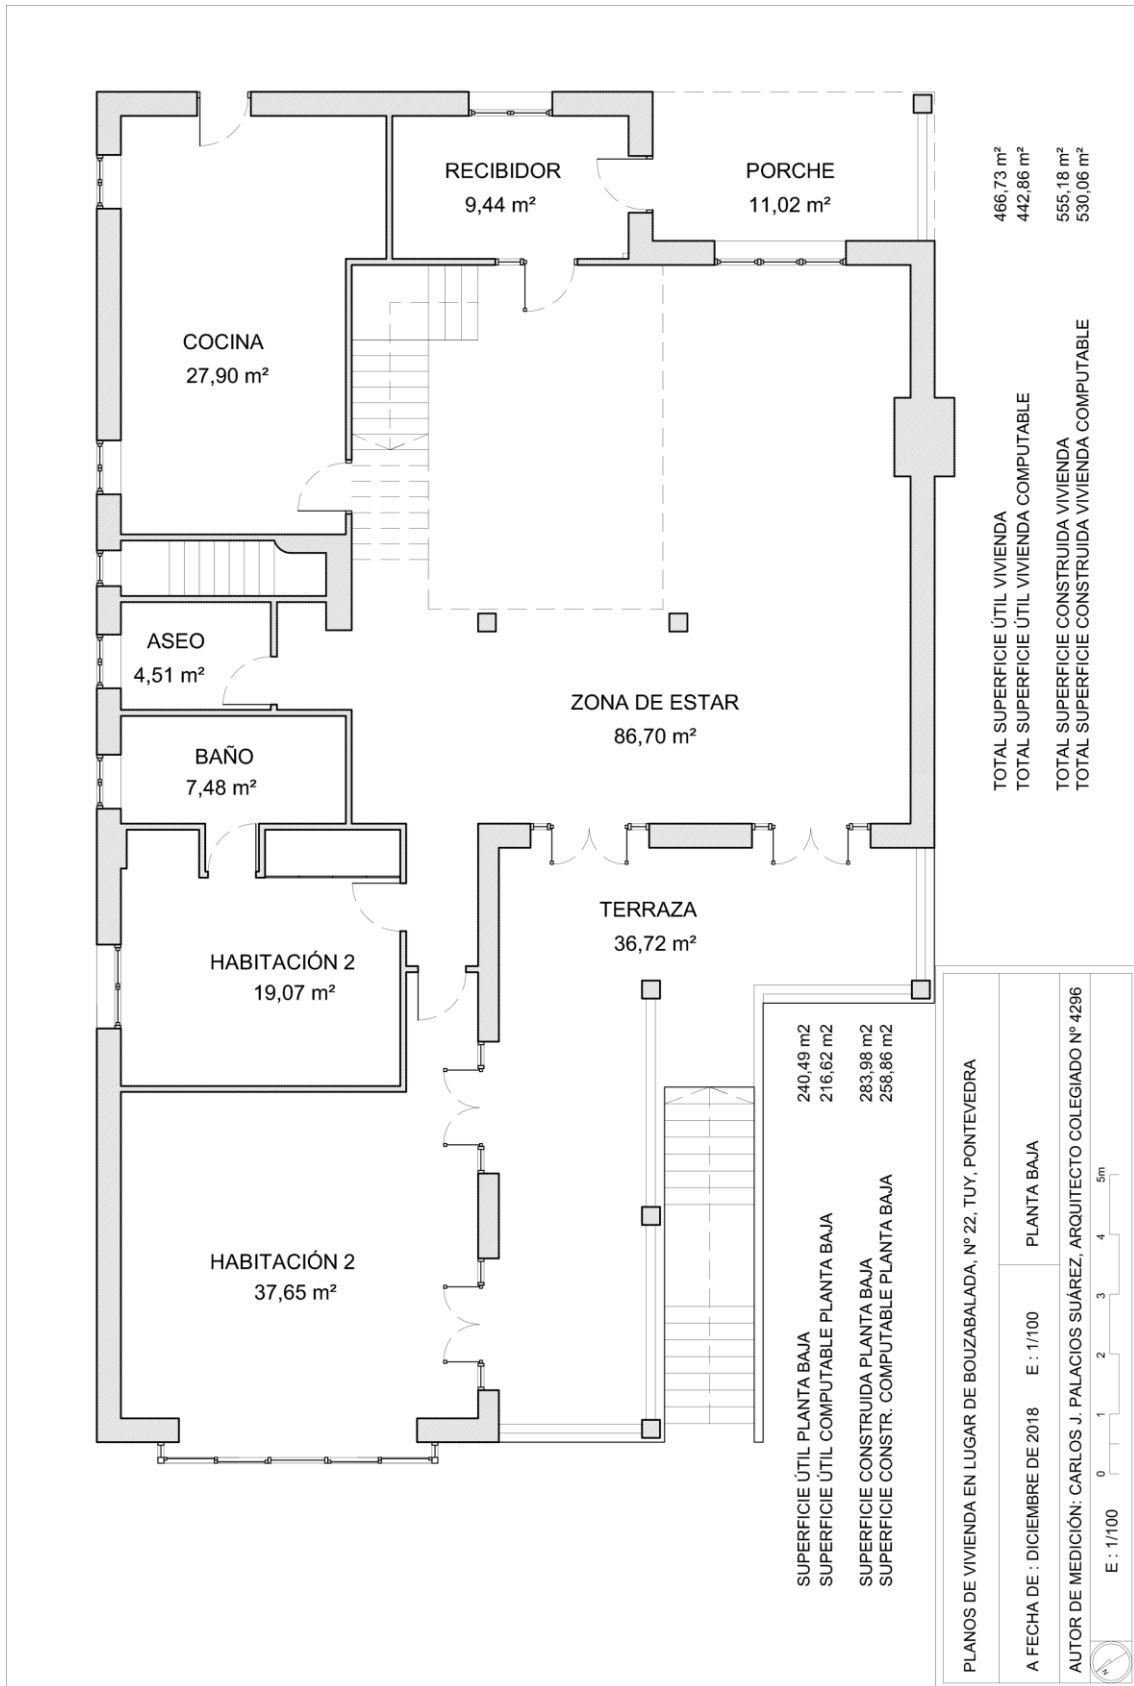 RECIBIDOR
9,44 m²
PORCHE
11,02 m²
COCINA
27,90 m²
ASEO
4,51 m²
ZONA DE ESTAR
86,70 m²
BAÑO
7,48 m²
TERRAZA
36,72 m²
HABITACIÓN 2
19,07 m²
HABITACIÓN 2
37,65 m²
TOTAL SUPERFICIE ÚTIL VIVIENDA 466,73 m²
TOTAL SUPERFICIE ÚTIL VIVIENDA COMPUTABLE 442,86 m²
TOTAL SUPERFICIE CONSTRUIDA VIVIENDA 555,18 m²
TOTAL SUPERFICIE CONSTRUIDA VIVIENDA COMPUTABLE 530,06 m²
SUPERFICIE ÚTIL PLANTA BAJA 240,49 m2
SUPERFICIE ÚTIL COMPUTABLE PLANTA BAJA 216,62 m2
SUPERFICIE CONSTRUIDA PLANTA BAJA 283,98 m2
SUPERFICIE CONSTR. COMPUTABLE PLANTA BAJA 258,86 m2
PLANOS DE VIVIENDA EN LUGAR DE BOUZABALADA, Nº 22, TUY, PONTEVEDRA
A FECHA DE : DICIEMBRE DE 2018 E : 1/100 PLANTA BAJA
AUTOR DE MEDICIÓN: CARLOS J. PALACIOS SUÁREZ, ARQUITECTO COLEGIADO Nº 4296
E : 1/100 0 1 2 3 4 5m
N